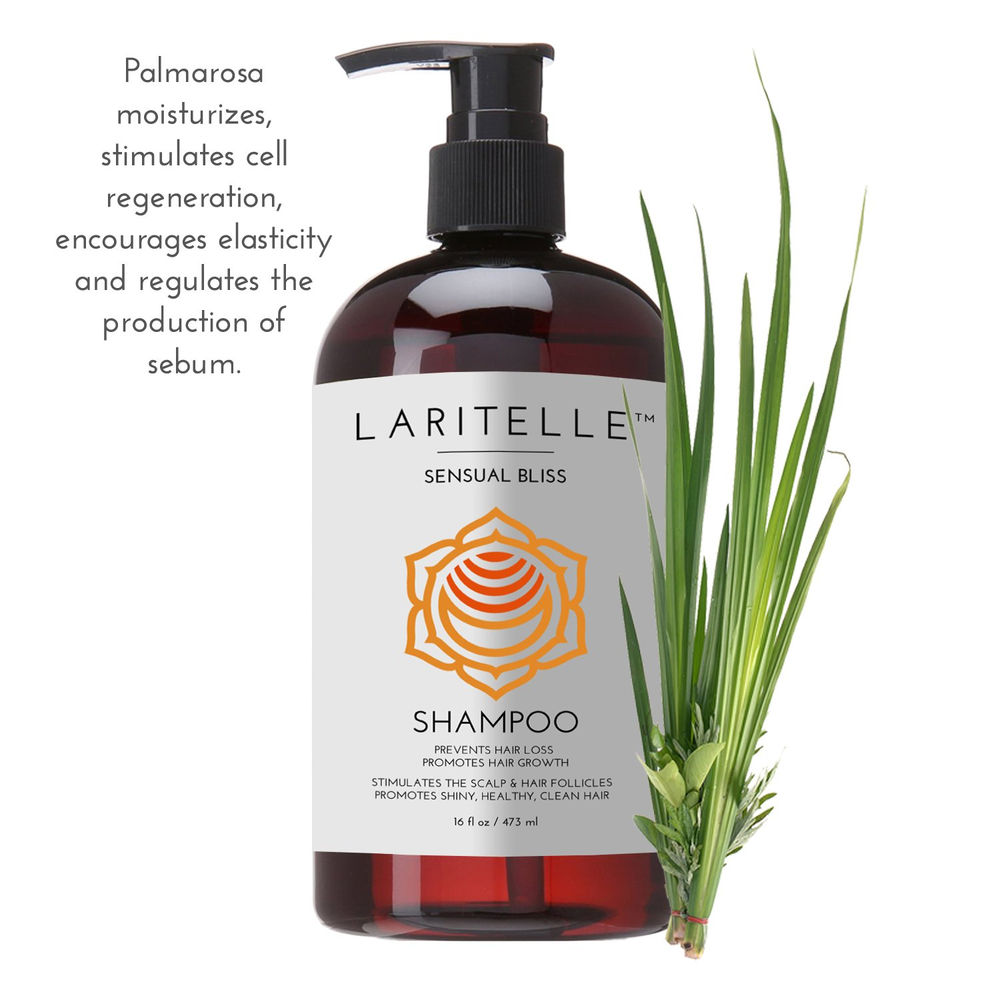 Palmarosa
moisturizes,
stimulates cell
regeneration,
encourages elasticity
and regulates the
production of
sebum.
LARITELLE™
SENSUAL BLISS
SHAMPOO
PREVENTS HAIR LOSS
PROMOTES HAIR GROWTH
STIMULATES THE SCALP & HAIR FOLLICLES
PROMOTES SHINY, HEALTHY, CLEAN HAIR
16 fl oz / 473 ml